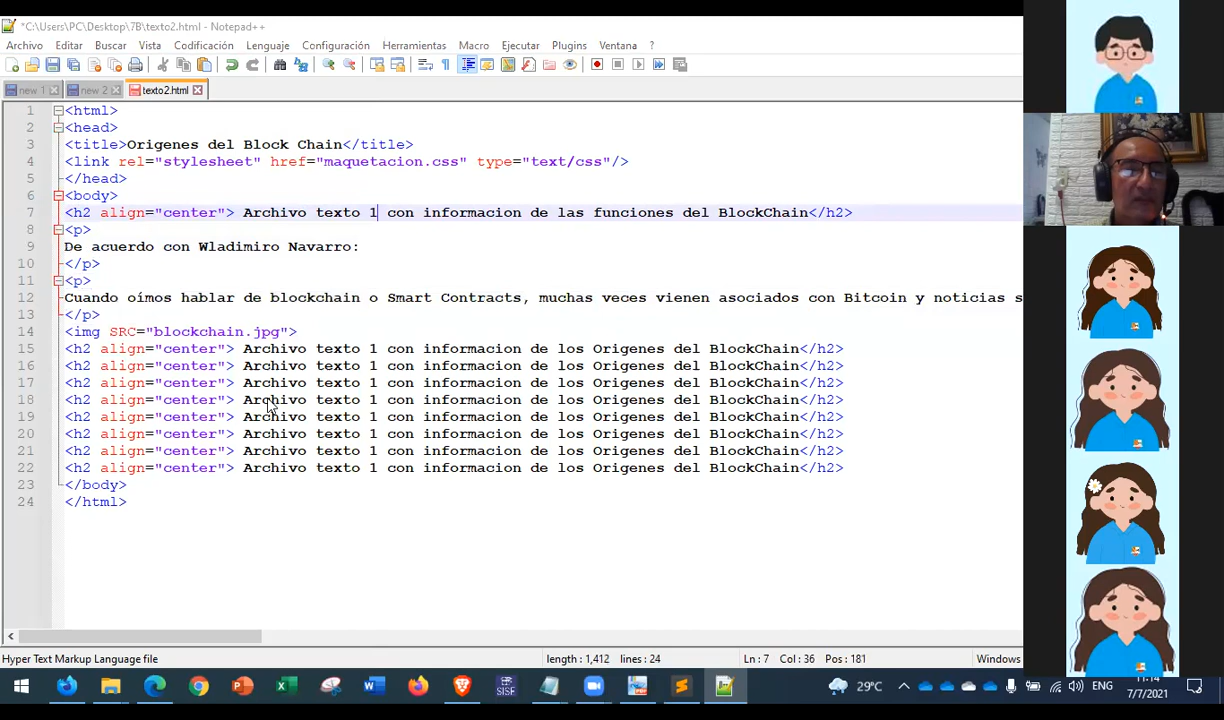 *C:\Users\PC\Desktop\7B\texto2.html - Notepad++
Archivo Editar Buscar Vista Codificación Lenguaje Configuración Herramientas Macro Ejecutar Plugins Ventana ?
new 1 new 2 texto2.html
1 <html>
2 <head>
3 <title>Origenes del Block Chain</title>
4 <link rel="stylesheet" href="maquetacion.css" type="text/css"/>
5 </head>
6 <body>
7 <h2 align="center"> Archivo texto 1 con informacion de las funciones del BlockChain</h2>
8 <p>
9 De acuerdo con Wladimiro Navarro:
10 </p>
11 <p>
12 Cuando oímos hablar de blockchain o Smart Contracts, muchas veces vienen asociados con Bitcoin y noticias s
13 </p>
14 <img SRC="blockchain.jpg">
15 <h2 align="center"> Archivo texto 1 con informacion de los Origenes del BlockChain</h2>
16 <h2 align="center"> Archivo texto 1 con informacion de los Origenes del BlockChain</h2>
17 <h2 align="center"> Archivo texto 1 con informacion de los Origenes del BlockChain</h2>
18 <h2 align="center"> Archivo texto 1 con informacion de los Origenes del BlockChain</h2>
19 <h2 align="center"> Archivo texto 1 con informacion de los Origenes del BlockChain</h2>
20 <h2 align="center"> Archivo texto 1 con informacion de los Origenes del BlockChain</h2>
21 <h2 align="center"> Archivo texto 1 con informacion de los Origenes del BlockChain</h2>
22 <h2 align="center"> Archivo texto 1 con informacion de los Origenes del BlockChain</h2>
23 </body>
24 </html>
Hyper Text Markup Language file length : 1,412 lines : 24 Ln : 7 Col : 36 Pos : 181 Windows
SISF 29°C ENG 11:14
7/7/2021